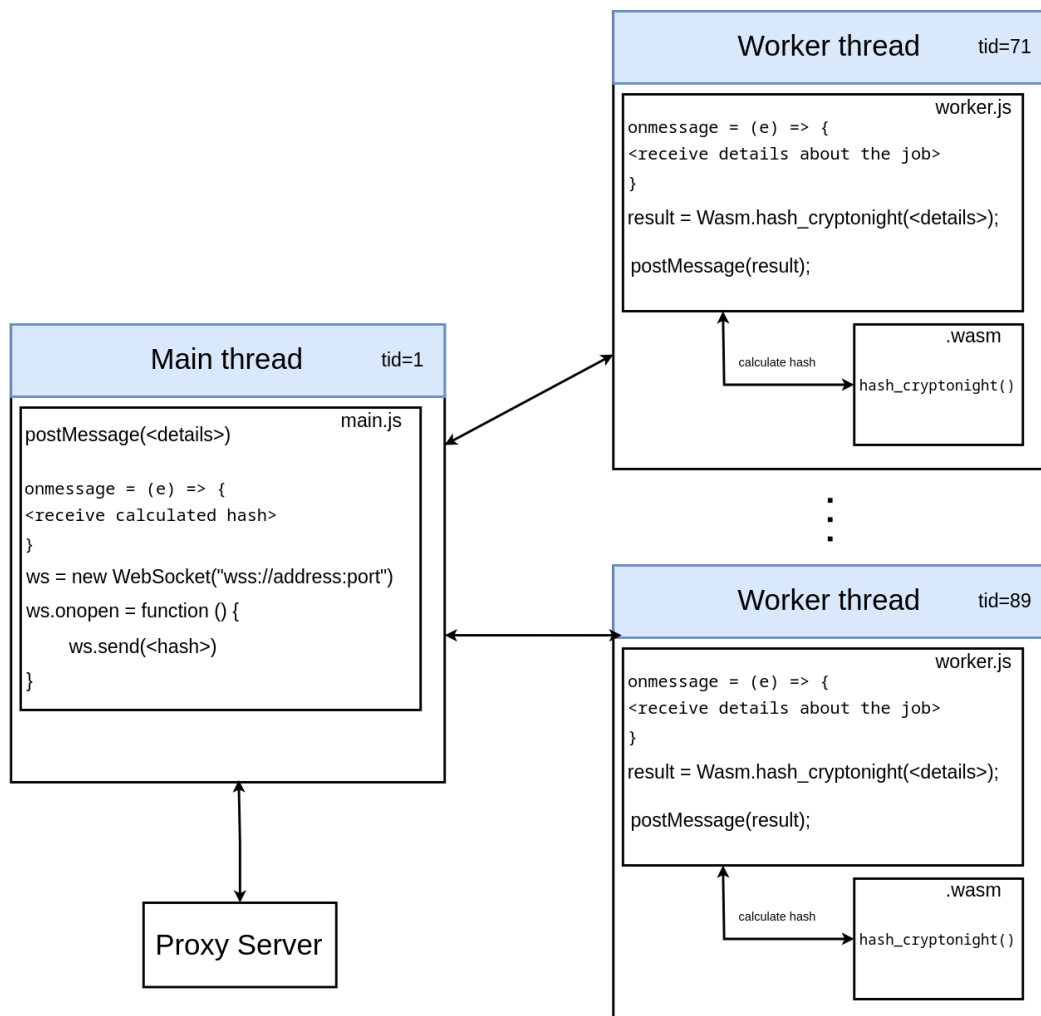 Worker thread tid=71
worker.js
onmessage = (e) => {
<receive details about the job>
}
result = Wasm.hash_cryptonight(<details>);
postMessage(result);
.wasm
calculate hash
hash_cryptonight()
Main thread tid=1
main.js
postMessage(<details>)
onmessage = (e) => {
<receive calculated hash>
}
ws = new WebSocket("wss://address:port")
ws.onopen = function () {
ws.send(<hash>)
}
Worker thread tid=89
worker.js
onmessage = (e) => {
<receive details about the job>
}
result = Wasm.hash_cryptonight(<details>);
postMessage(result);
.wasm
calculate hash
hash_cryptonight()
Proxy Server